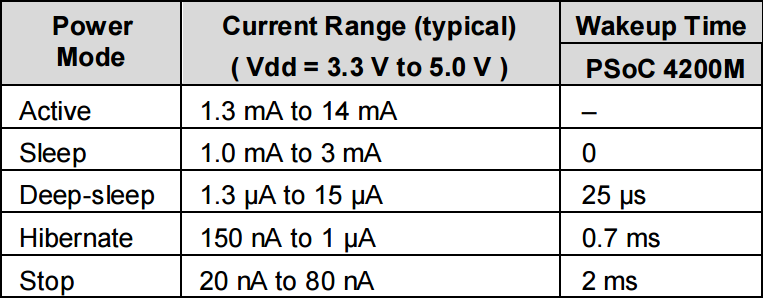 Power Mode | Current Range (typical) ( Vdd = 3.3 V to 5.0 V ) | Wakeup Time
PSoC 4200M
Active | 1.3 mA to 14 mA | –
Sleep | 1.0 mA to 3 mA | 0
Deep-sleep | 1.3 µA to 15 µA | 25 µs
Hibernate | 150 nA to 1 µA | 0.7 ms
Stop | 20 nA to 80 nA | 2 ms